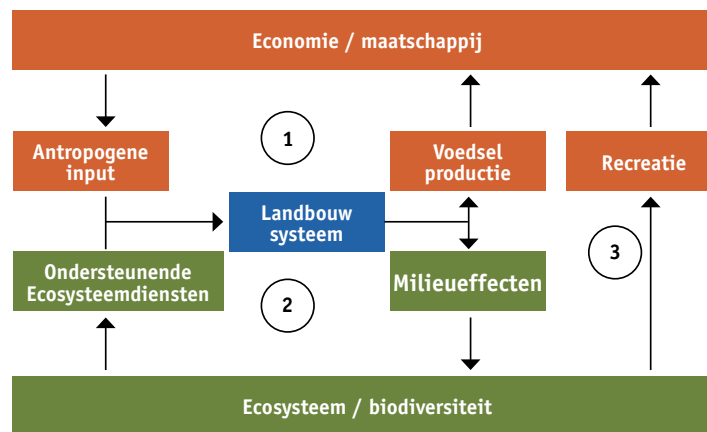 Economie / maatschappij
1
Antropogene
input
Voedsel
productie
Recreatie
Landbouw
systeem
Ondersteunende
Ecosysteemdiensten
2
Milieueffecten
3
Ecosysteem / biodiversiteit